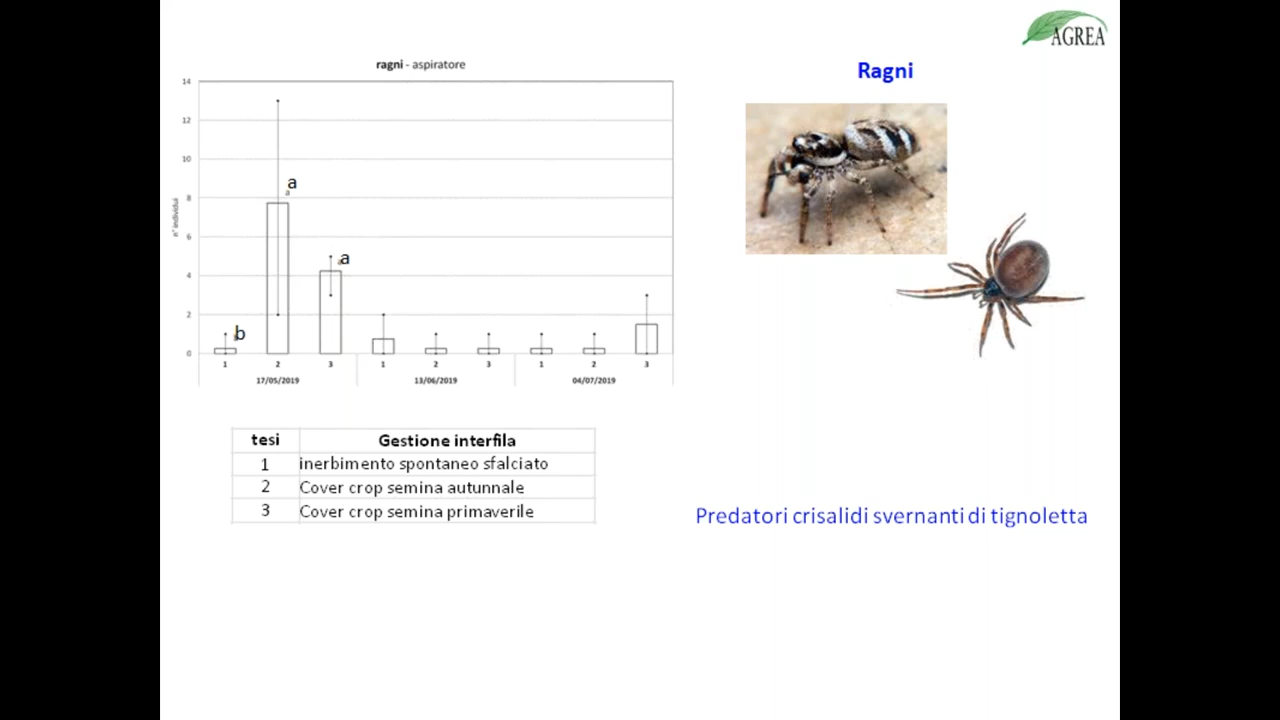 AGREA
ragni - aspiratore
Ragni
14
12
10
8
6
4
2
0
n° individui
a
a
b
1 2 3 1 2 3 1 2 3
17/05/2019 13/06/2019 04/07/2019
tesi Gestione interfila
1 inerbimento spontaneo sfalciato
2 Cover crop semina autunnale
3 Cover crop semina primaverile
Predatori crisalidi svernanti di tignoletta